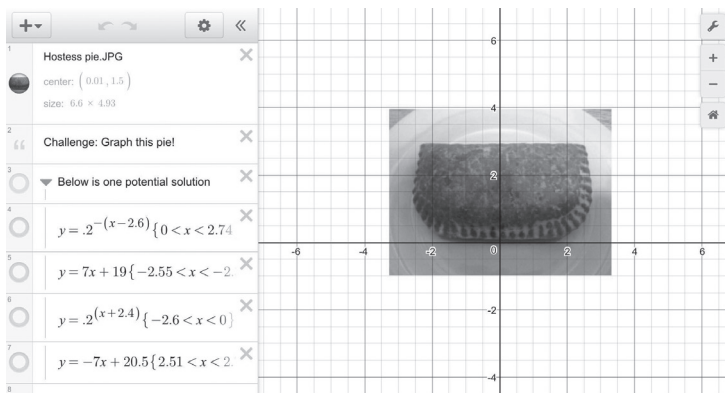 1
Hostess pie.JPG
center: ( 0.01 , 1.5 )
size: 6.6 × 4.93
2
Challenge: Graph this pie!
3
Below is one potential solution
4
y = .2^{-(x-2.6)} {0 < x < 2.74
5
y = 7x + 19{-2.55 < x < -2.
6
y = .2^{(x+2.4)} {-2.6 < x < 0}
7
y = -7x + 20.5{2.51 < x < 2.
8
6
4
2
-6 -4 -2 0 2 4 6
-2
-4